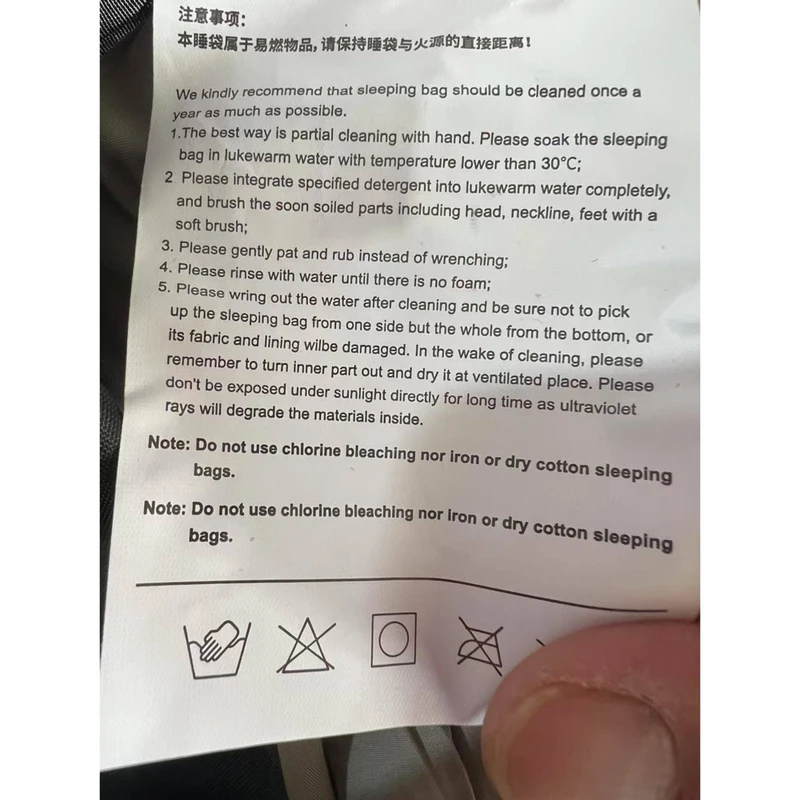 注意事项：
本睡袋属于易燃物品，请保持睡袋与火源的直接距离！
We kindly recommend that sleeping bag should be cleaned once a
year as much as possible.
1.The best way is partial cleaning with hand. Please soak the sleeping
bag in lukewarm water with temperature lower than 30°C;
2 Please integrate specified detergent into lukewarm water completely,
and brush the soon soiled parts including head, neckline, feet with a
soft brush;
3. Please gently pat and rub instead of wrenching;
4. Please rinse with water until there is no foam;
5. Please wring out the water after cleaning and be sure not to pick
up the sleeping bag from one side but the whole from the bottom, or
its fabric and lining wilbe damaged. In the wake of cleaning, please
remember to turn inner part out and dry it at ventilated place. Please
don't be exposed under sunlight directly for long time as ultraviolet
rays will degrade the materials inside.
Note: Do not use chlorine bleaching nor iron or dry cotton sleeping
bags.
Note: Do not use chlorine bleaching nor iron or dry cotton sleeping
bags.